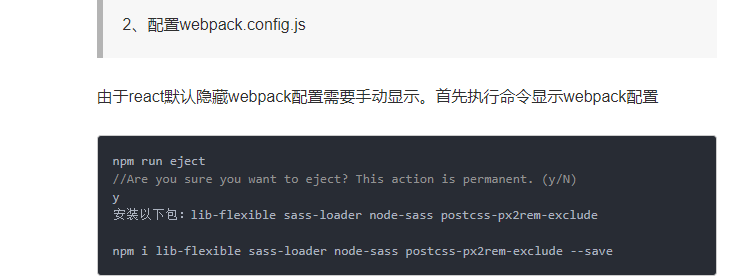 2、配置webpack.config.js
由于react默认隐藏webpack配置需要手动显示。首先执行命令显示webpack配置
npm run eject
//Are you sure you want to eject? This action is permanent. (y/N)
y
安装以下包：lib-flexible sass-loader node-sass postcss-px2rem-exclude
npm i lib-flexible sass-loader node-sass postcss-px2rem-exclude --save